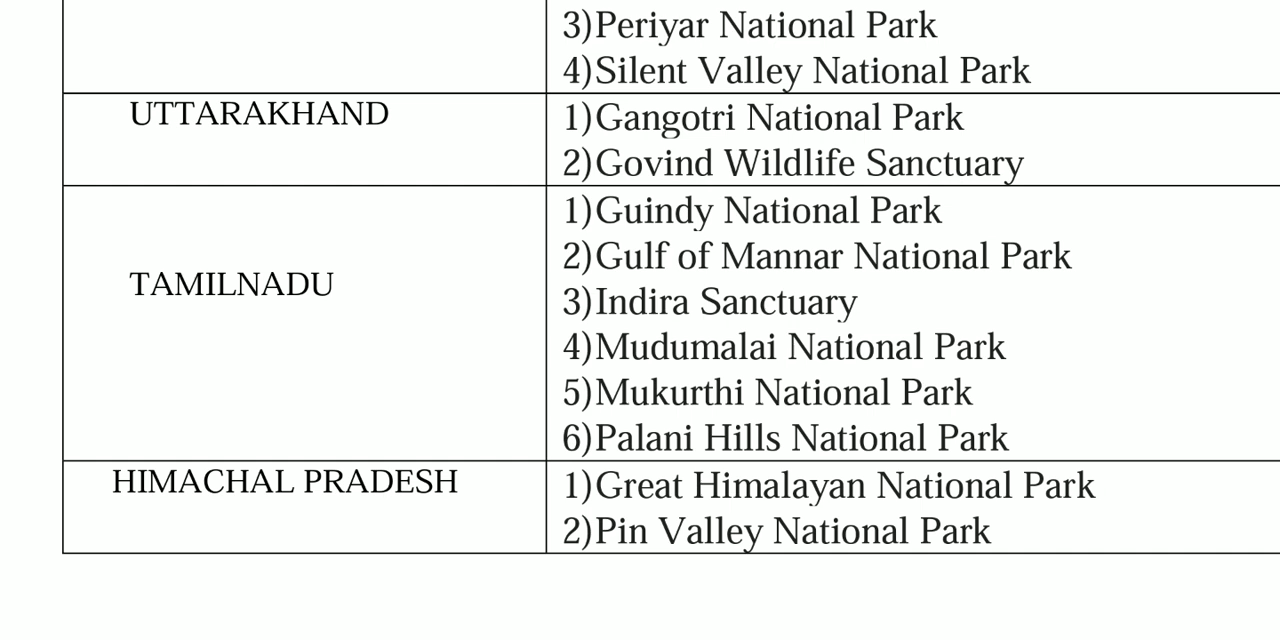 3)Periyar National Park
4)Silent Valley National Park
UTTARAKHAND
1)Gangotri National Park
2)Govind Wildlife Sanctuary
TAMILNADU
1)Guindy National Park
2)Gulf of Mannar National Park
3)Indira Sanctuary
4)Mudumalai National Park
5)Mukurthi National Park
6)Palani Hills National Park
HIMACHAL PRADESH
1)Great Himalayan National Park
2)Pin Valley National Park